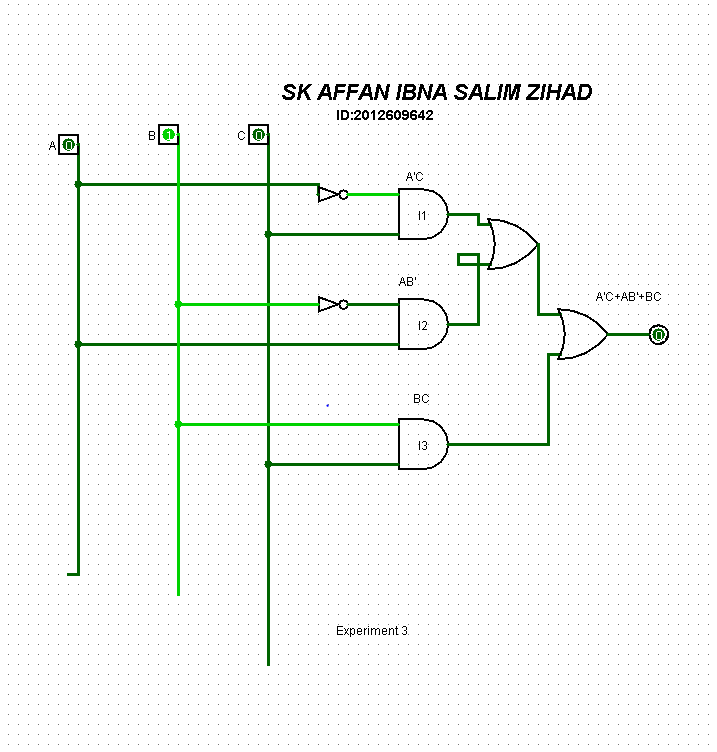 SK AFFAN IBNA SALIM ZIHAD
ID:2012609642
A 0
B 1
C 0
A'C
I1
AB'
I2
A'C+AB'+BC
0
BC
I3
Experiment 3